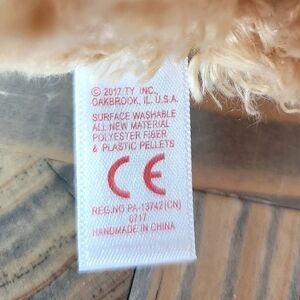 © 2017 TY INC.,
OAKBROOK, IL. U.S.A.
SURFACE WASHABLE
ALL NEW MATERIAL
POLYESTER FIBER
& PLASTIC PELLETS
CE
REG.NO PA-13742(CN)
0717
HANDMADE IN CHINA